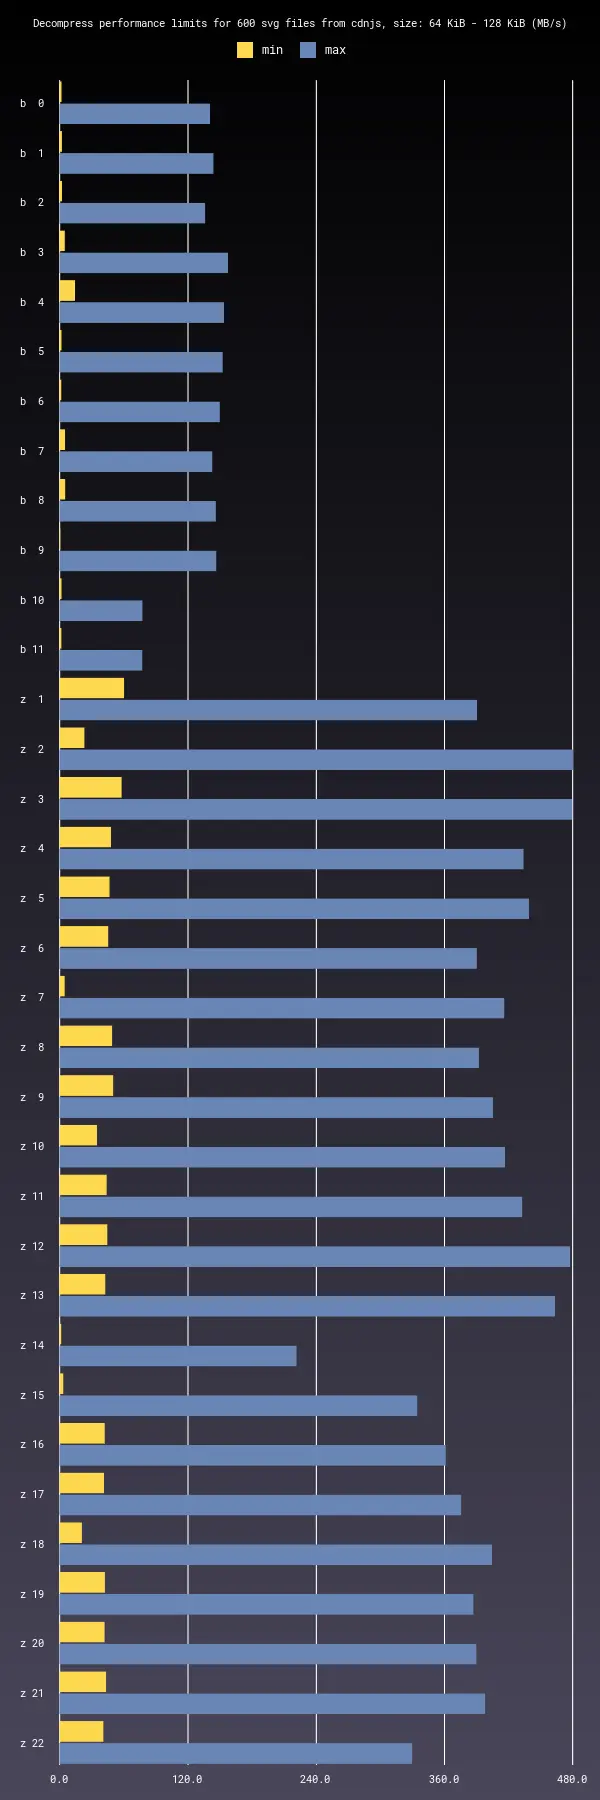 Decompress performance limits for 600 svg files from cdnjs, size: 64 KiB - 128 KiB (MB/s)
min max
b 0
b 1
b 2
b 3
b 4
b 5
b 6
b 7
b 8
b 9
b 10
b 11
z 1
z 2
z 3
z 4
z 5
z 6
z 7
z 8
z 9
z 10
z 11
z 12
z 13
z 14
z 15
z 16
z 17
z 18
z 19
z 20
z 21
z 22
0.0 120.0 240.0 360.0 480.0